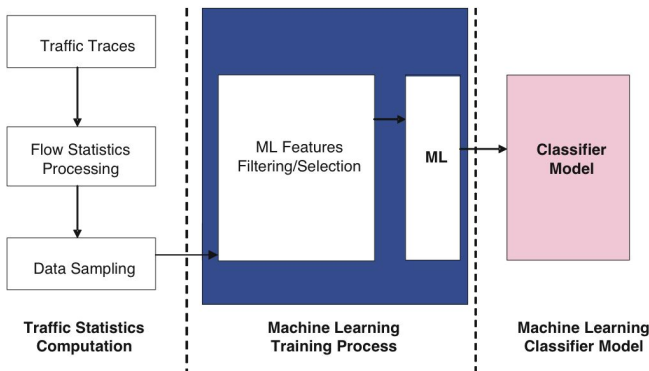 Traffic Traces
Flow Statistics
Processing
Data Sampling
Traffic Statistics
Computation
ML Features
Filtering/Selection
ML
Machine Learning
Training Process
Classifier
Model
Machine Learning
Classifier Model